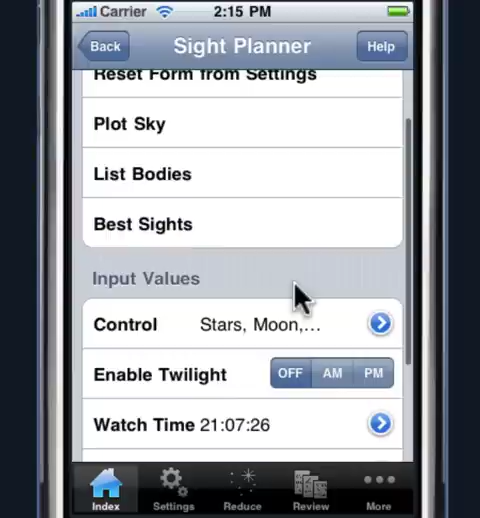 Carrier 2:15 PM
Back Sight Planner Help
Reset Form from Settings
Plot Sky
List Bodies
Best Sights
Input Values
Control Stars, Moon,...
Enable Twilight OFF AM PM
Watch Time 21:07:26
Index Settings Reduce Review More